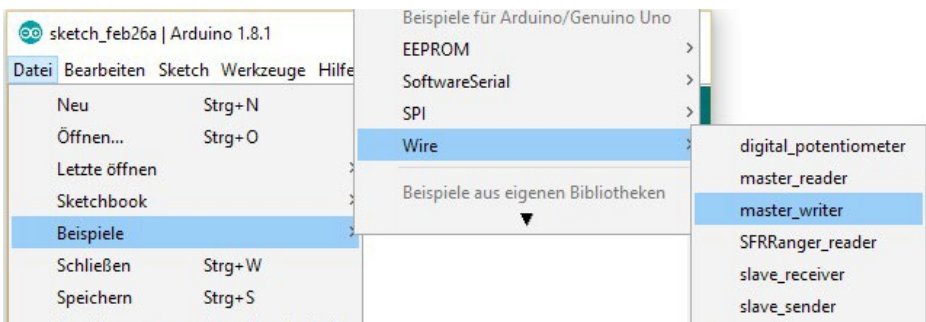 sketch_feb26a | Arduino 1.8.1
Datei Bearbeiten Sketch Werkzeuge Hilfe
Neu Strg+N
Öffnen... Strg+O
Letzte öffnen
Sketchbook
Beispiele
Schließen Strg+W
Speichern Strg+S
Beispiele für Arduino/Genuino Uno
EEPROM
SoftwareSerial
SPI
Wire
Beispiele aus eigenen Bibliotheken
digital_potentiometer
master_reader
master_writer
SFRRanger_reader
slave_receiver
slave_sender